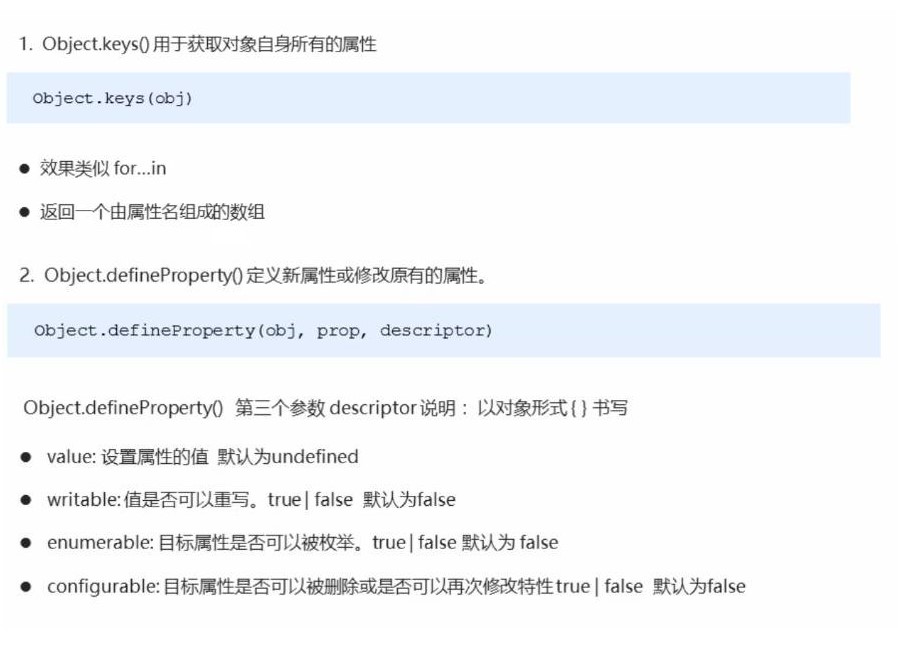 1. Object.keys() 用于获取对象自身所有的属性
Object.keys(obj)
● 效果类似 for...in
● 返回一个由属性名组成的数组
2. Object.defineProperty() 定义新属性或修改原有的属性。
Object.defineProperty(obj, prop, descriptor)
Object.defineProperty() 第三个参数 descriptor 说明： 以对象形式 { } 书写
● value: 设置属性的值 默认为undefined
● writable: 值是否可以重写。true | false 默认为false
● enumerable: 目标属性是否可以被枚举。true | false 默认为 false
● configurable: 目标属性是否可以被删除或是否可以再次修改特性 true | false 默认为false